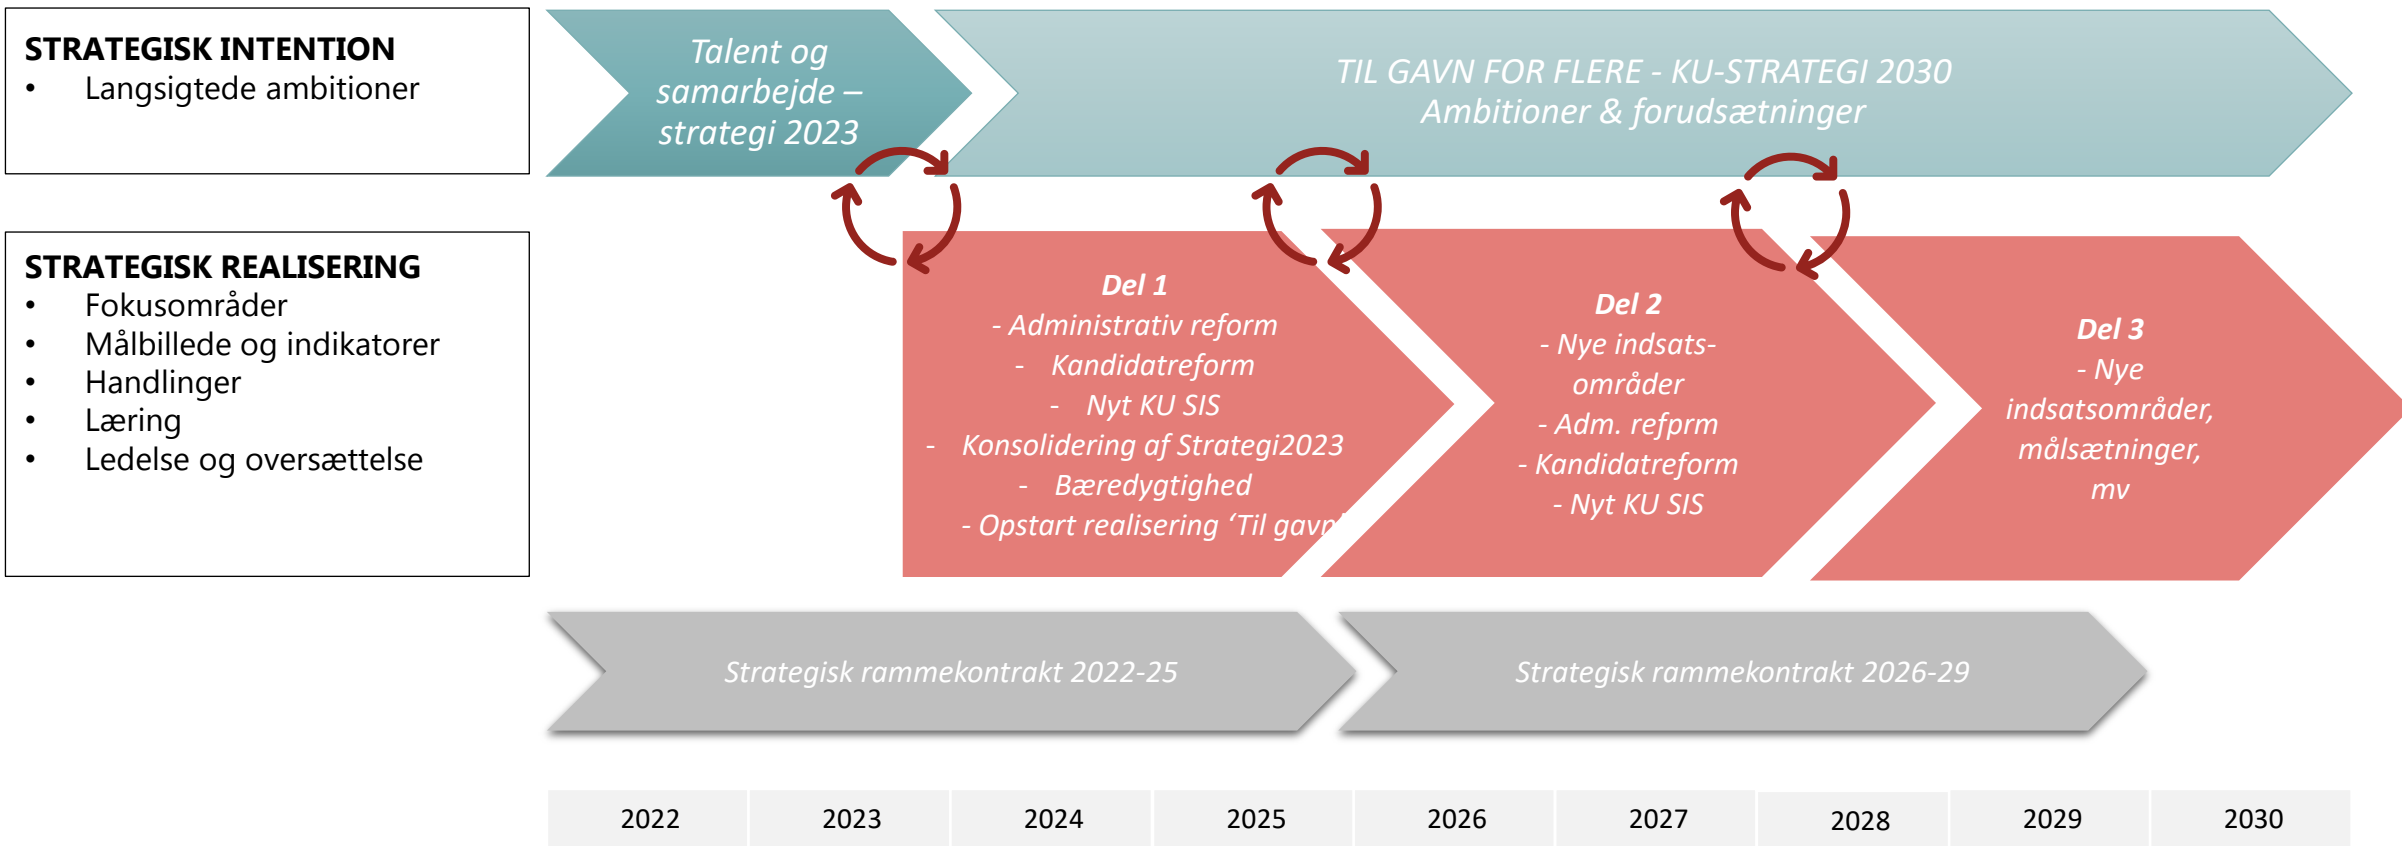 STRATEGISK INTENTION
• Langsigtede ambitioner
Talent og
samarbejde –
strategi 2023
TIL GAVN FOR FLERE - KU-STRATEGI 2030
Ambitioner & forudsætninger
STRATEGISK REALISERING
• Fokusområder
• Målbillede og indikatorer
• Handlinger
• Læring
• Ledelse og oversættelse
Del 1
- Administrativ reform
- Kandidatreform
- Nyt KU SIS
- Konsolidering af Strategi2023
- Bæredygtighed
- Opstart realisering ‘Til gavn’
Del 2
- Nye indsats-
områder
- Adm. refprm
- Kandidatreform
- Nyt KU SIS
Del 3
- Nye
indsatsområder,
målsætninger,
mv
Strategisk rammekontrakt 2022-25
Strategisk rammekontrakt 2026-29
2022 2023 2024 2025 2026 2027 2028 2029 2030